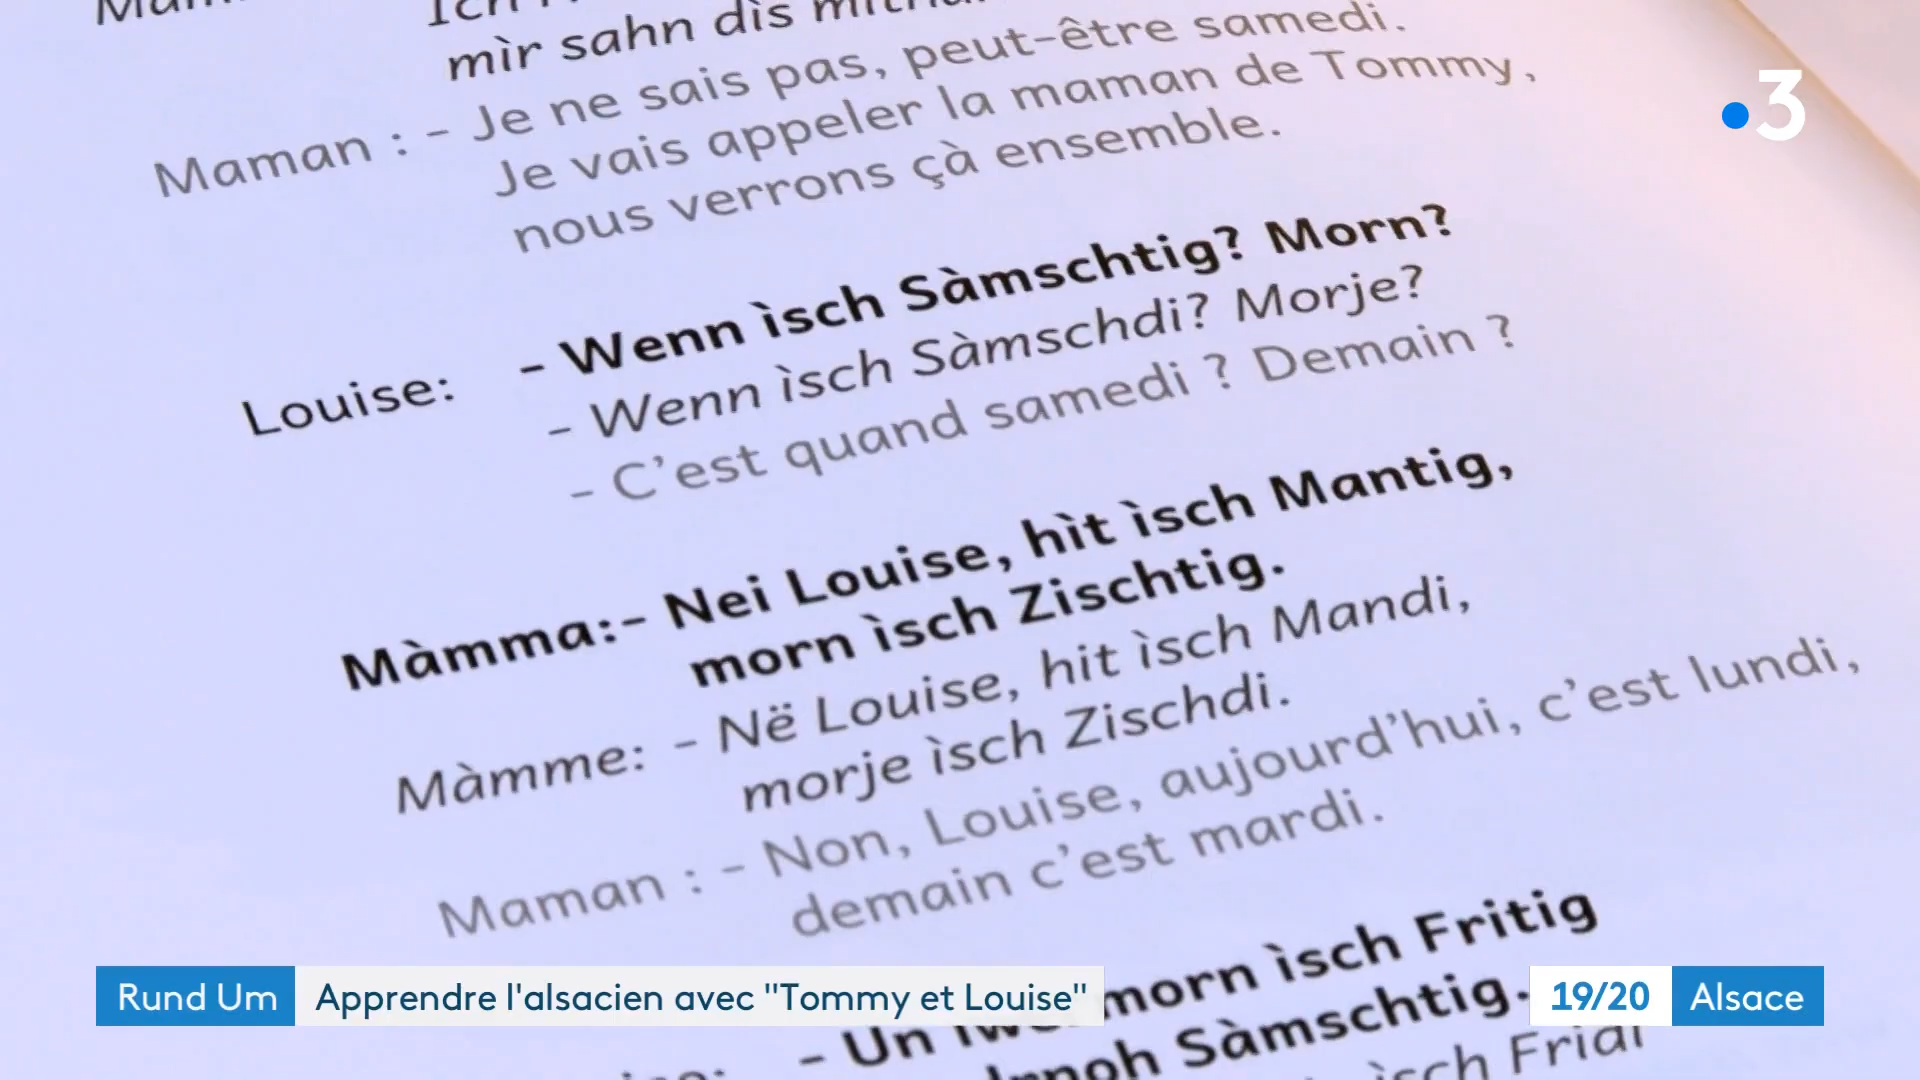 mìr sahn dìs
Maman : - Je ne sais pas, peut-être samedi.
Je vais appeler la maman de Tommy,
nous verrons çà ensemble.
- Wenn ìsch Sàmschtig? Morn?
Louise: - Wenn ìsch Sàmschdi? Morje?
- C'est quand samedi ? Demain ?
Màmma:- Nei Louise, hìt ìsch Mantig,
morn ìsch Zischtig.
Màmme: - Në Louise, hit ìsch Mandi,
morje ìsch Zischdi.
Maman : - Non, Louise, aujourd'hui, c'est lundi,
demain c'est mardi.
- Un morn ìsch Fritig
Sàmschtig.
ìsch Fridi
3
Rund Um Apprendre l'alsacien avec "Tommy et Louise"
19/20 Alsace